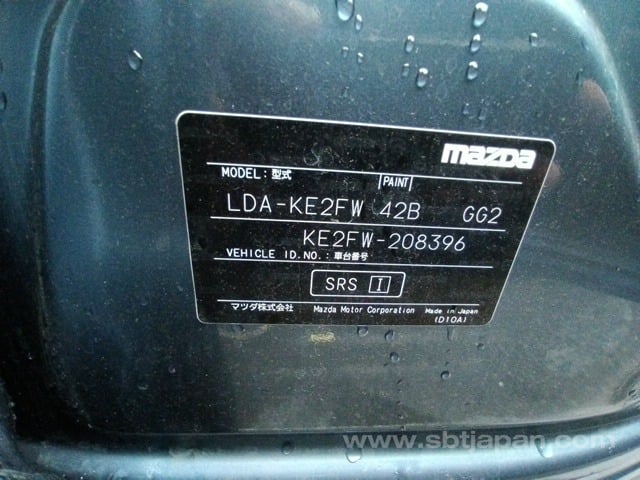 mazda
MODEL:型式 PAINT
LDA-KE2FW 42B GG2
KE2FW-208396
VEHICLE ID.NO.:車台番号
SRS I
マツダ株式会社 Mazda Motor Corporation Made in Japan
(D10A)
www.sbtjapan.com